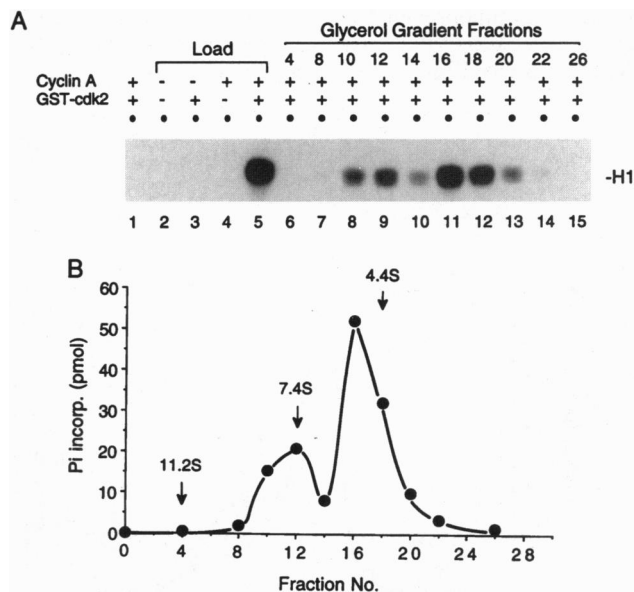 A
Load
Glycerol Gradient Fractions
4 8 10 12 14 16 18 20 22 26
Cyclin A + - - + + + + + + + + + + + +
GST-cdk2 + - + - + + + + + + + + + + +
• • • • • • • • • • • • • • •
-H1
1 2 3 4 5 6 7 8 9 10 11 12 13 14 15
B
4.4S
7.4S
11.2S
60
50
40
30
20
10
0
Pi incorp. (pmol)
0 4 8 12 16 20 24 28
Fraction No.